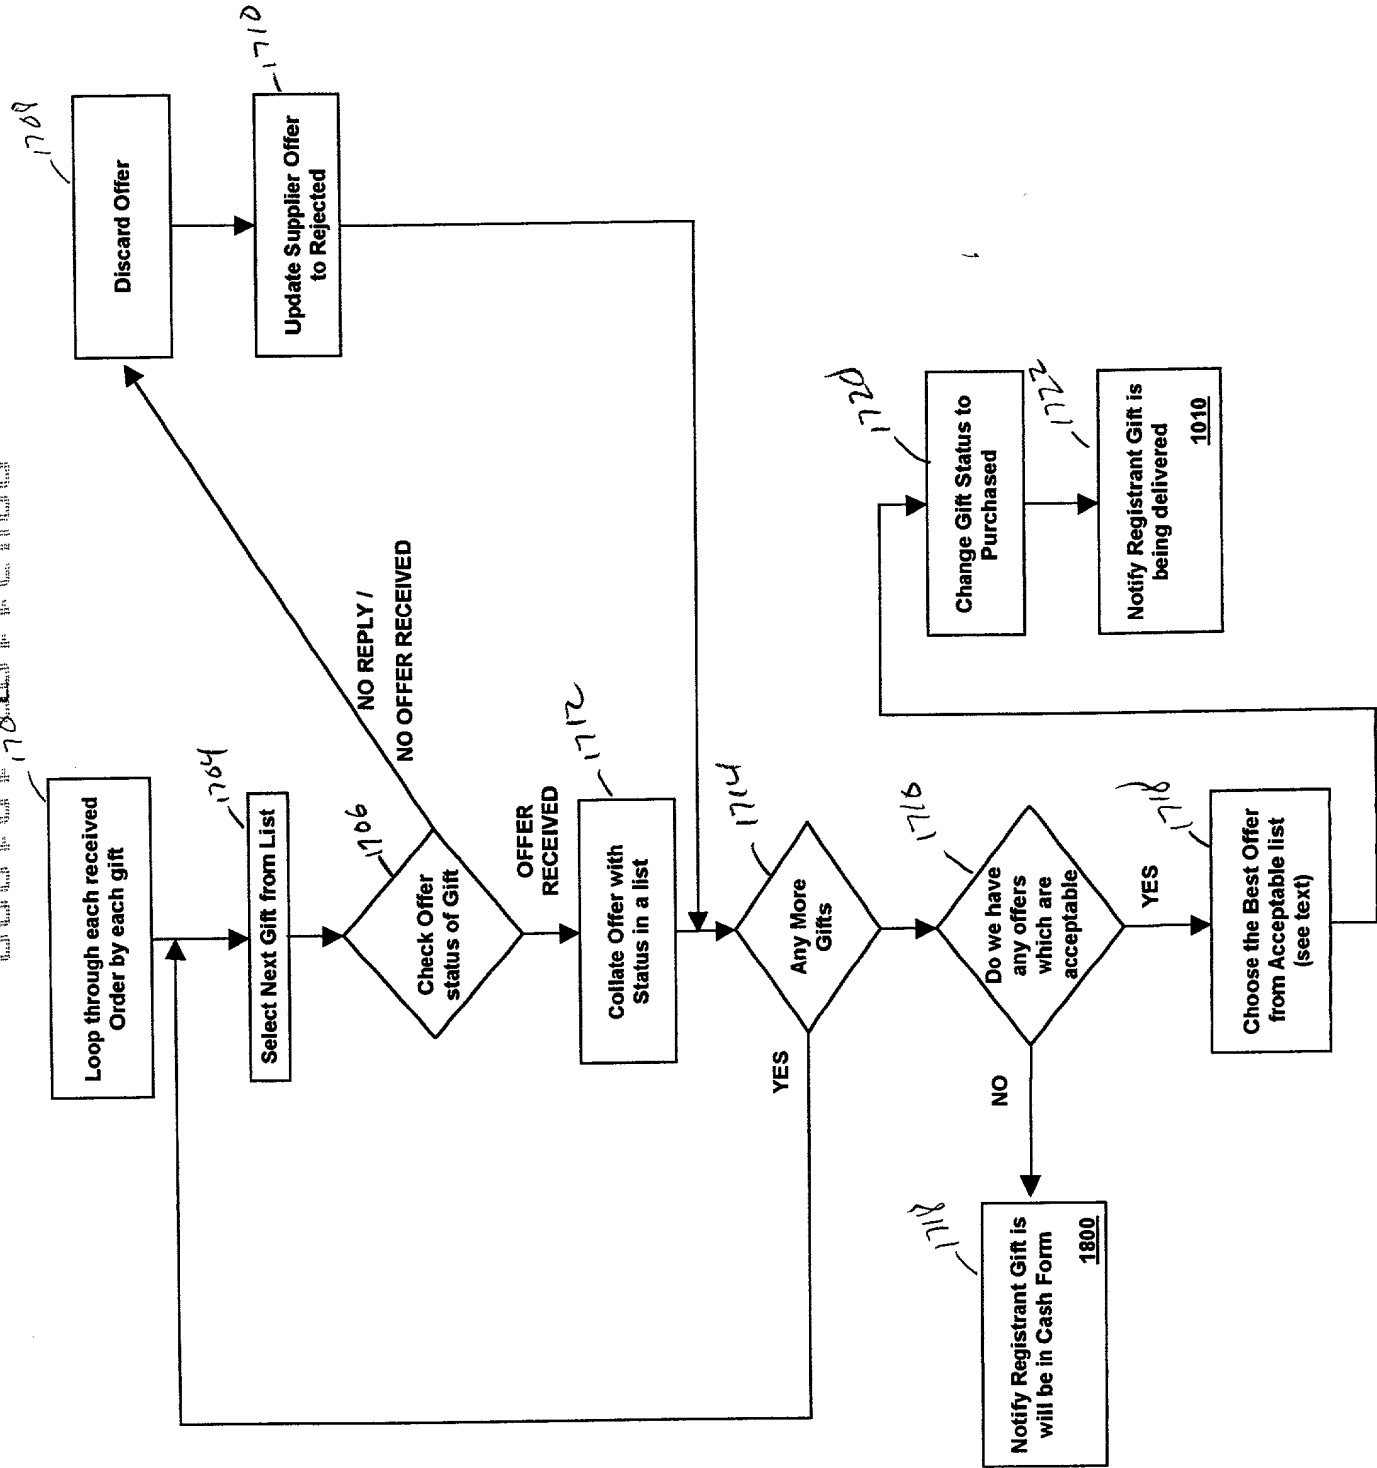 Loop through each received
Order by each gift
1704
Select Next Gift from List
1706
Check Offer
status of Gift
NO REPLY /
NO OFFER RECEIVED
1708
Discard Offer
1710
Update Supplier Offer
to Rejected
OFFER
RECEIVED
1712
Collate Offer with
Status in a list
1714
Any More
Gifts
YES
1716
Do we have
any offers
which are
acceptable
NO
1718
Notify Registrant Gift is
will be in Cash Form
1800
YES
1718
Choose the Best Offer
from Acceptable list
(see text)
1720
Change Gift Status to
Purchased
1722
Notify Registrant Gift is
being delivered
1010